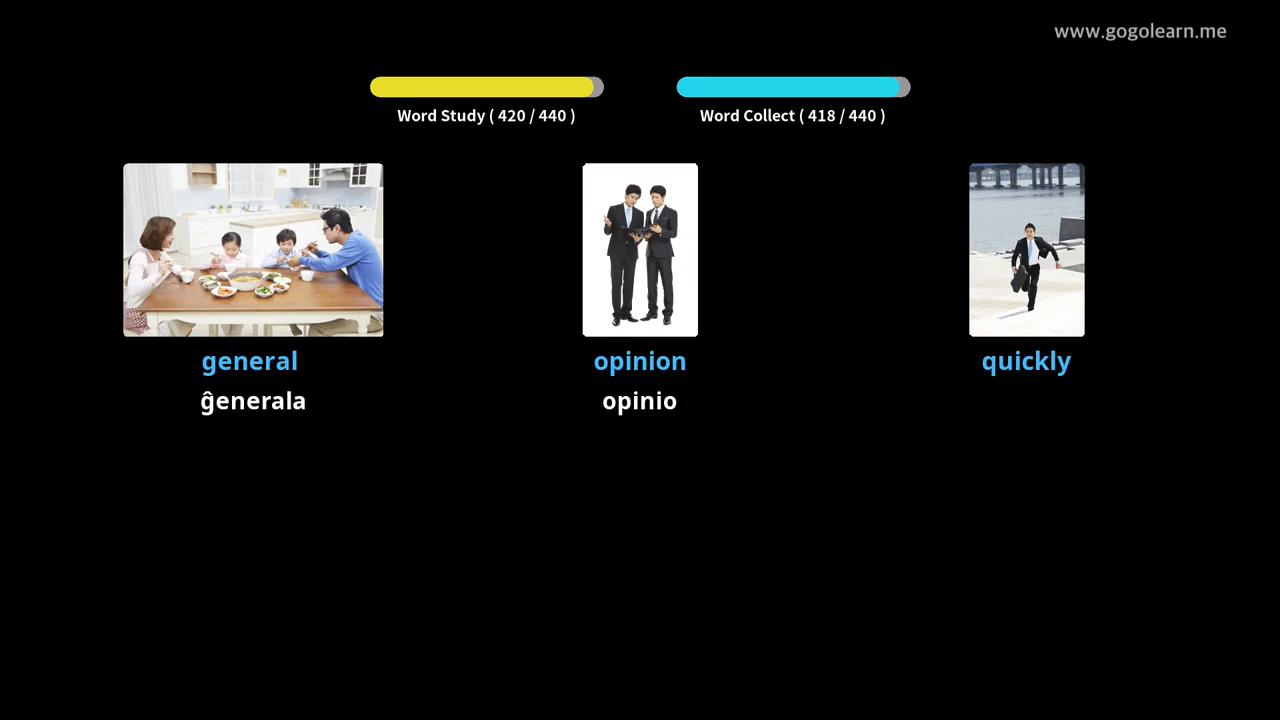 www.gogolearn.me
Word Study ( 420 / 440 )
Word Collect ( 418 / 440 )
general
opinion
quickly
ĝenerala
opinio